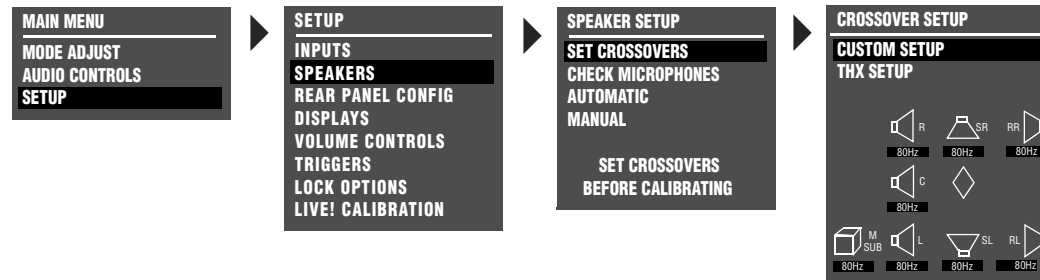 MAIN MENU
MODE ADJUST
AUDIO CONTROLS
SETUP
SETUP
INPUTS
SPEAKERS
REAR PANEL CONFIG
DISPLAYS
VOLUME CONTROLS
TRIGGERS
LOCK OPTIONS
LIVE! CALIBRATION
SPEAKER SETUP
SET CROSSOVERS
CHECK MICROPHONES
AUTOMATIC
MANUAL
SET CROSSOVERS
BEFORE CALIBRATING
CROSSOVER SETUP
CUSTOM SETUP
THX SETUP
R SR RR
80Hz 80Hz 80Hz
C
80Hz
M
SUB L SL RL
80Hz 80Hz 80Hz 80Hz